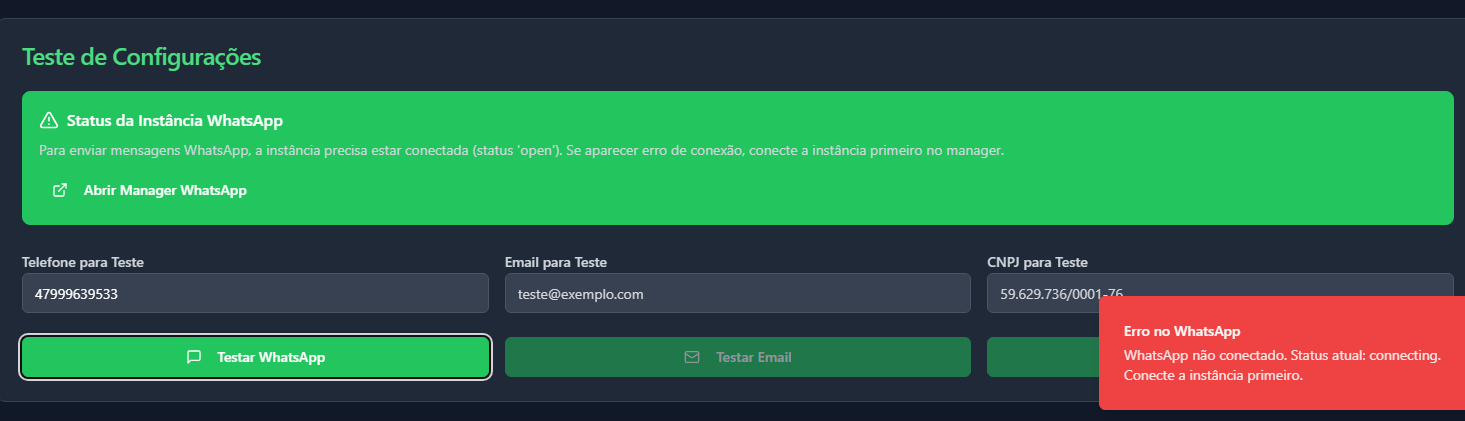 Teste de Configurações
Status da Instância WhatsApp
Para enviar mensagens WhatsApp, a instância precisa estar conectada (status 'open'). Se aparecer erro de conexão, conecte a instância primeiro no manager.
Abrir Manager WhatsApp
Telefone para Teste
47999639533
Email para Teste
teste@exemplo.com
CNPJ para Teste
59.629.736/0001-76
Testar WhatsApp
Testar Email
Erro no WhatsApp
WhatsApp não conectado. Status atual: connecting.
Conecte a instância primeiro.